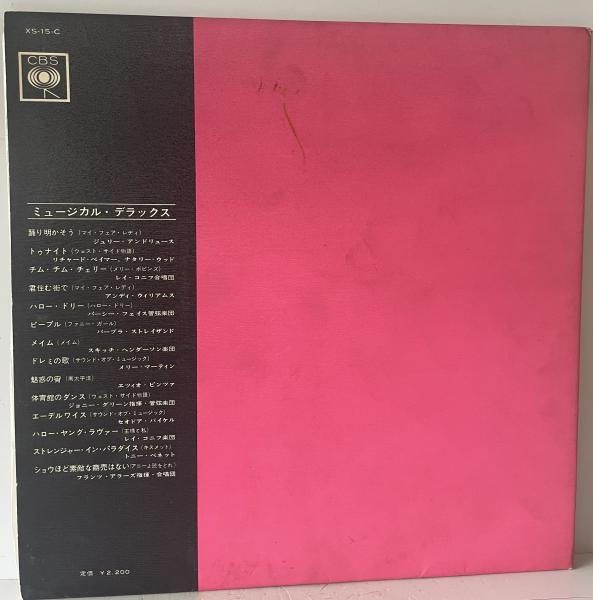 XS-15-C
CBS
ミュージカル・デラックス
踊り明かそう (マイ・フェア・レディ)
ジュリー・アンドリュース
トゥナイト (ウェスト・サイド物語)
リチャード・ベイマー、ナタリー・ウッド
チム・チム・チェリー (メリー・ポピンズ)
レイ・コニフ合唱団
君住む街で (マイ・フェア・レディ)
アンディ・ウィリアムス
ハロー・ドリー (ハロー・ドリー)
パーシー・フェイス管弦楽団
ピープル (ファニー・ガール)
バーブラ・ストレイザンド
メイム (メイム)
スキッチ・ヘンダーソン楽団
ドレミの歌 (サウンド・オブ・ミュージック)
メリー・マーティン
魅惑の宵 (南太平洋)
エツィオ・ピンツァ
体育館のダンス (ウェスト・サイド物語)
ジョニー・グリーン指揮・管弦楽団
エーデルワイス (サウンド・オブ・ミュージック)
セオドア・バイケル
ハロー・ヤング・ラヴァー (王様と私)
レイ・コニフ楽団
ストレンジャー・イン・パラダイス (キスメット)
トニー・ベネット
ショウほど素敵な商売はない (アニーよ銃をとれ)
フランツ・アラーズ指揮・合唱団
定価 ¥2,200